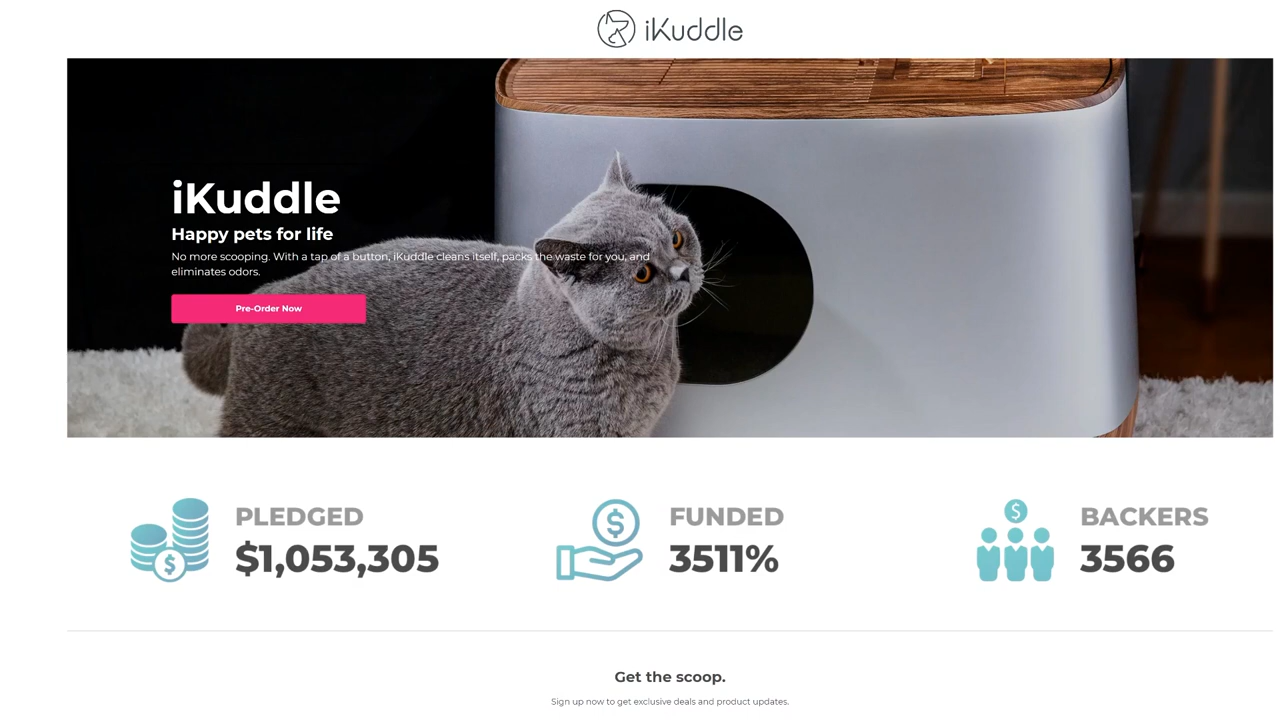 iKuddle
iKuddle
Happy pets for life
No more scooping. With a tap of a button, iKuddle cleans itself, packs the waste for you, and
eliminates odors.
Pre-Order Now
PLEDGED
$1,053,305
FUNDED
3511%
BACKERS
3566
Get the scoop.
Sign up now to get exclusive deals and product updates.